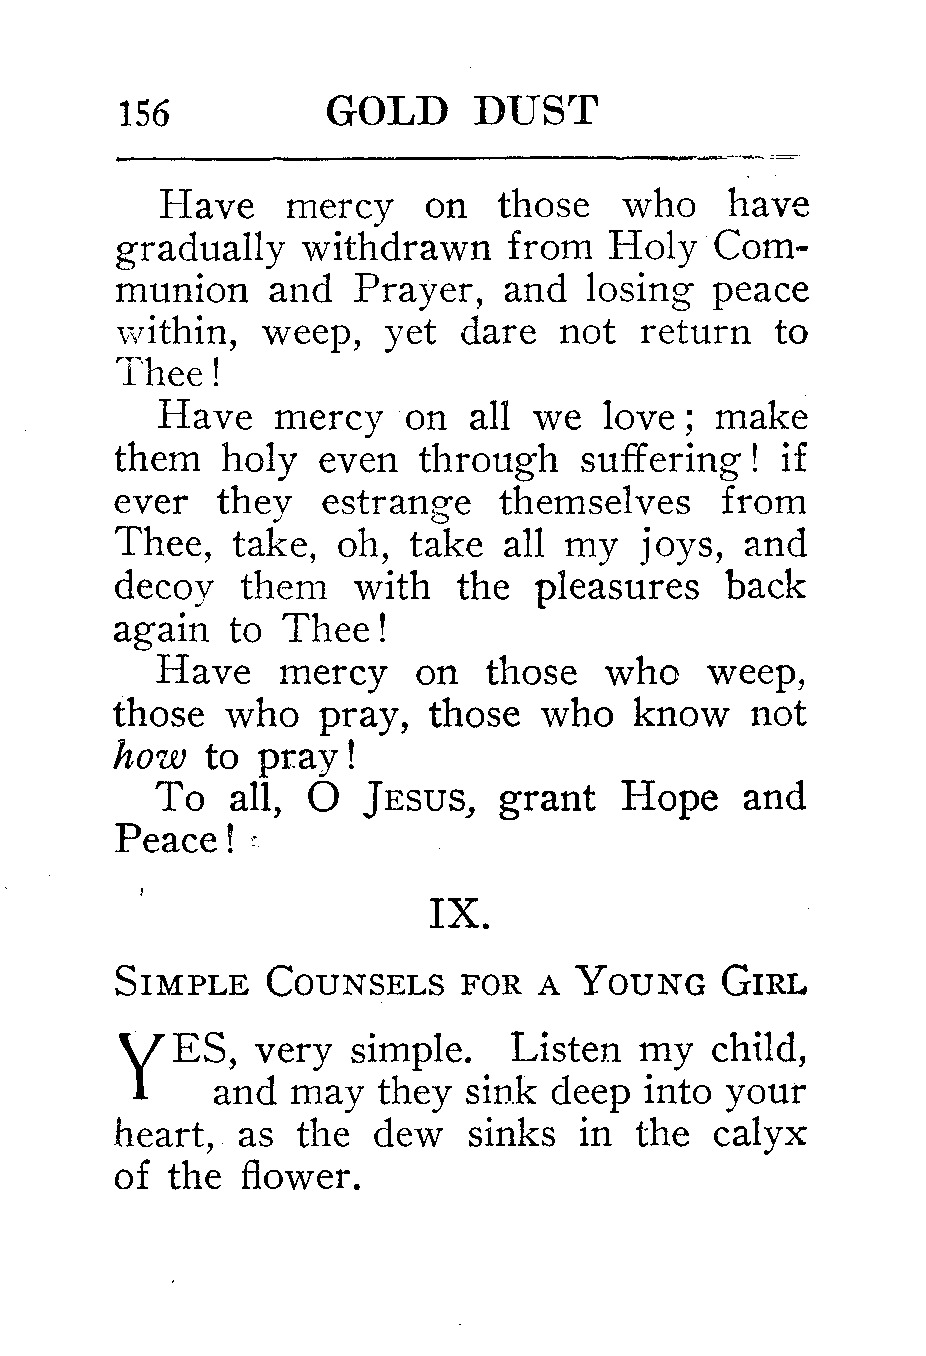 156 GOLD DUST
Have mercy on those who have
gradually withdrawn from Holy Com-
munion and Prayer, and losing peace
within, weep, yet dare not return to
Thee !
Have mercy on all we love ; make
them holy even through suffering ! if
ever they estrange themselves from
Thee, take, oh, take all my joys, and
decoy them with the pleasures back
again to Thee !
Have mercy on those who weep,
those who pray, those who know not
how to pray !
To all, O JESUS, grant Hope and
Peace !
IX.
SIMPLE COUNSELS FOR A YOUNG GIRL
YES, very simple. Listen my child,
and may they sink deep into your
heart, as the dew sinks in the calyx
of the flower.